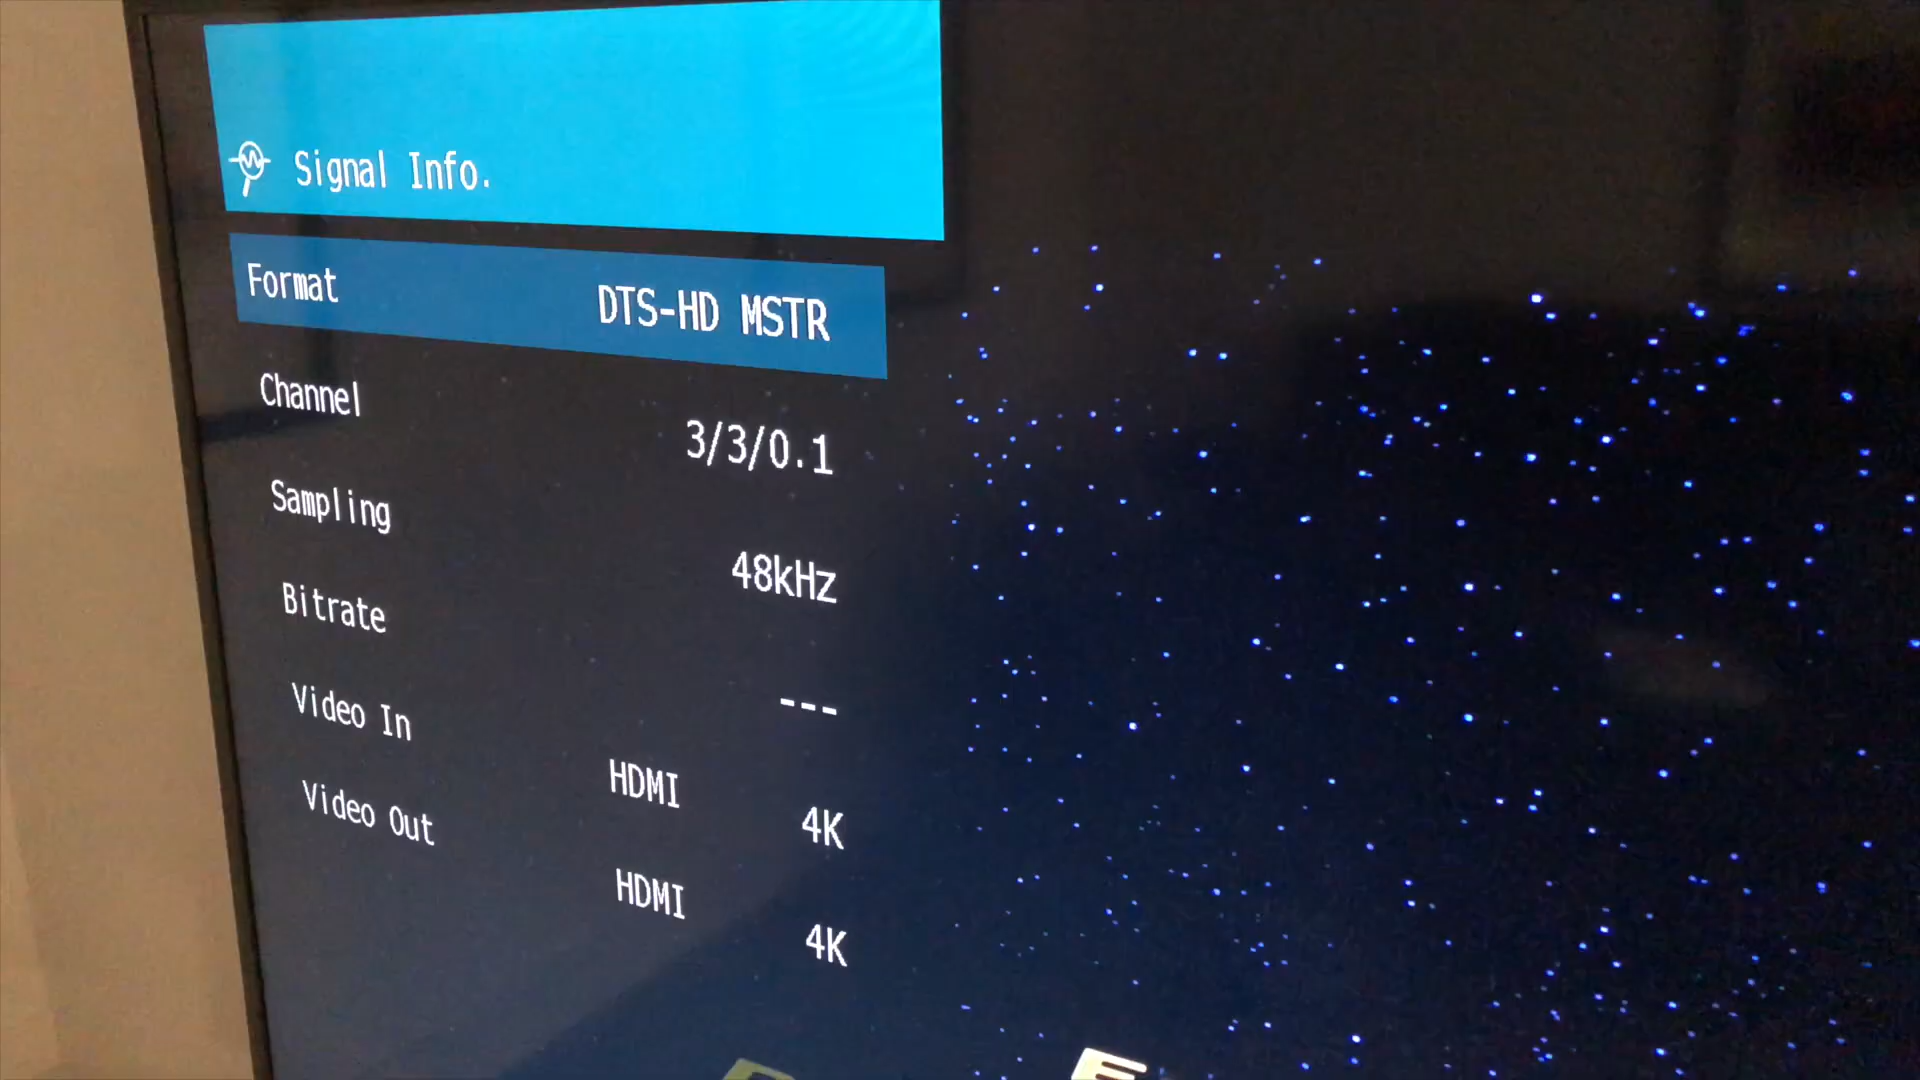 Signal Info.
Format DTS-HD MSTR
Channel 3/3/0.1
Sampling 48kHz
Bitrate ---
Video In HDMI 4K
Video Out HDMI 4K